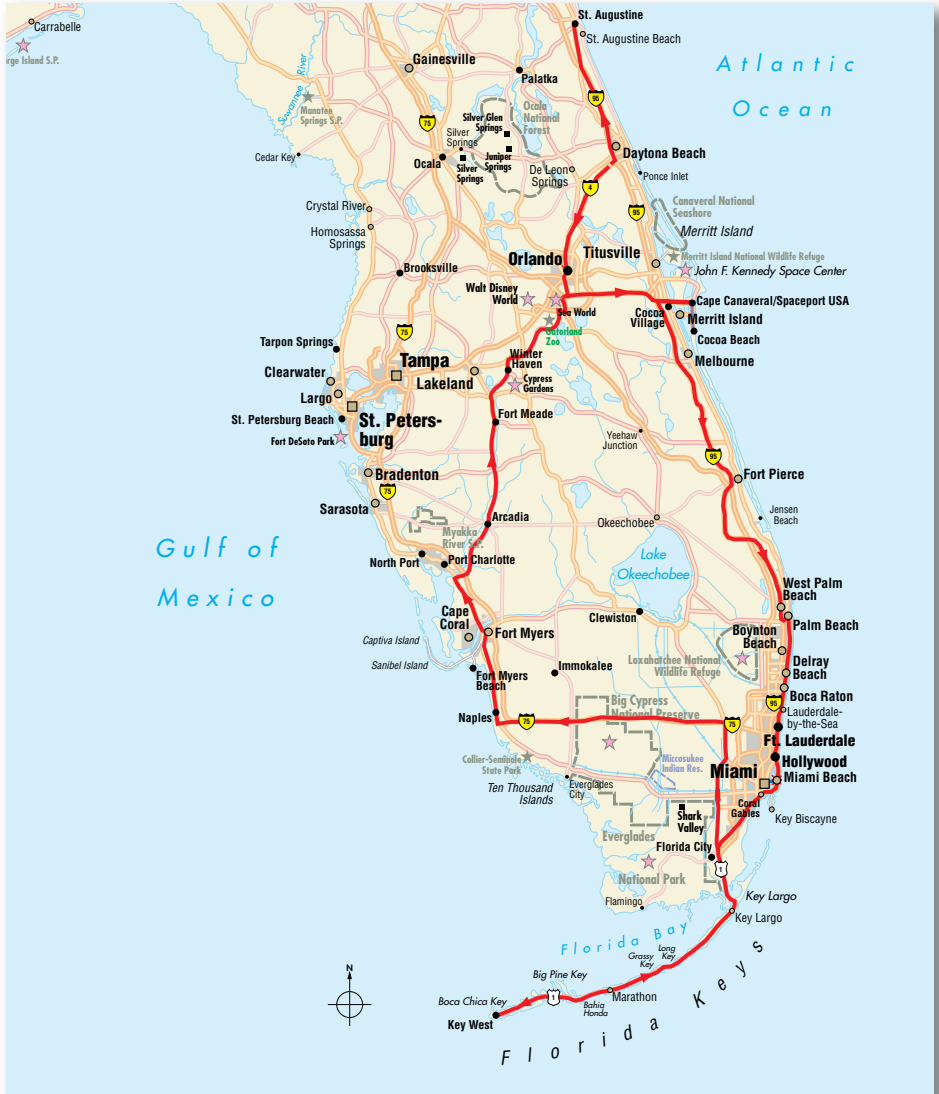 Carrabelle
rge Island S.P.
St. Augustine
St. Augustine Beach
Gainesville
Palatka
Suwannee River
Manatee
Springs S.P.
Atlantic
Ocean
95
75
Silver Glen
Springs
Ocala
National
Forest
Silver
Springs
Juniper
Springs
Silver
Springs
Ocala
De Leon
Springs
Daytona Beach
Ponce Inlet
Cedar Key
4
95
Canaveral National
Seashore
Merritt Island
Crystal River
Homosassa
Springs
Brooksville
Orlando
Titusville
Merritt Island National Wildlife Refuge
John F. Kennedy Space Center
Walt Disney
World
Sea World
Gatorland
Zoo
Cape Canaveral/Spaceport USA
Cocoa
Village
Merritt Island
Cocoa Beach
Melbourne
75
Tarpon Springs
Tampa
Clearwater
Largo
Lakeland
Winter
Haven
Cypress
Gardens
St. Petersburg Beach
St. Peters-
burg
Fort DeSoto Park
Fort Meade
Yeehaw
Junction
95
Bradenton
75
Sarasota
Fort Pierce
Jensen
Beach
Arcadia
Okeechobee
Myakka
River S.P.
North Port
Port Charlotte
Gulf of
Mexico
Lake
Okeechobee
West Palm
Beach
Palm Beach
Clewiston
Cape
Coral
Fort Myers
Captiva Island
Sanibel Island
Fort Myers
Beach
Immokalee
Loxahatchee National
Wildlife Refuge
Boynton
Beach
Delray
Beach
Boca Raton
95
Lauderdale-
by-the-Sea
Naples
75
Big Cypress
National Preserve
75
Ft. Lauderdale
Hollywood
Miami
Miami Beach
Collier-Seminole
State Park
Miccosukee
Indian Res.
Ten Thousand
Islands
Everglades
City
Shark
Valley
Coral
Gables
Key Biscayne
Everglades
National Park
Florida City
1
Flamingo
Key Largo
Key Largo
Florida Bay
Grassy
Key
Long
Key
Big Pine Key
Marathon
Bahia
Honda
1
Boca Chica Key
Key West
Florida Keys
N